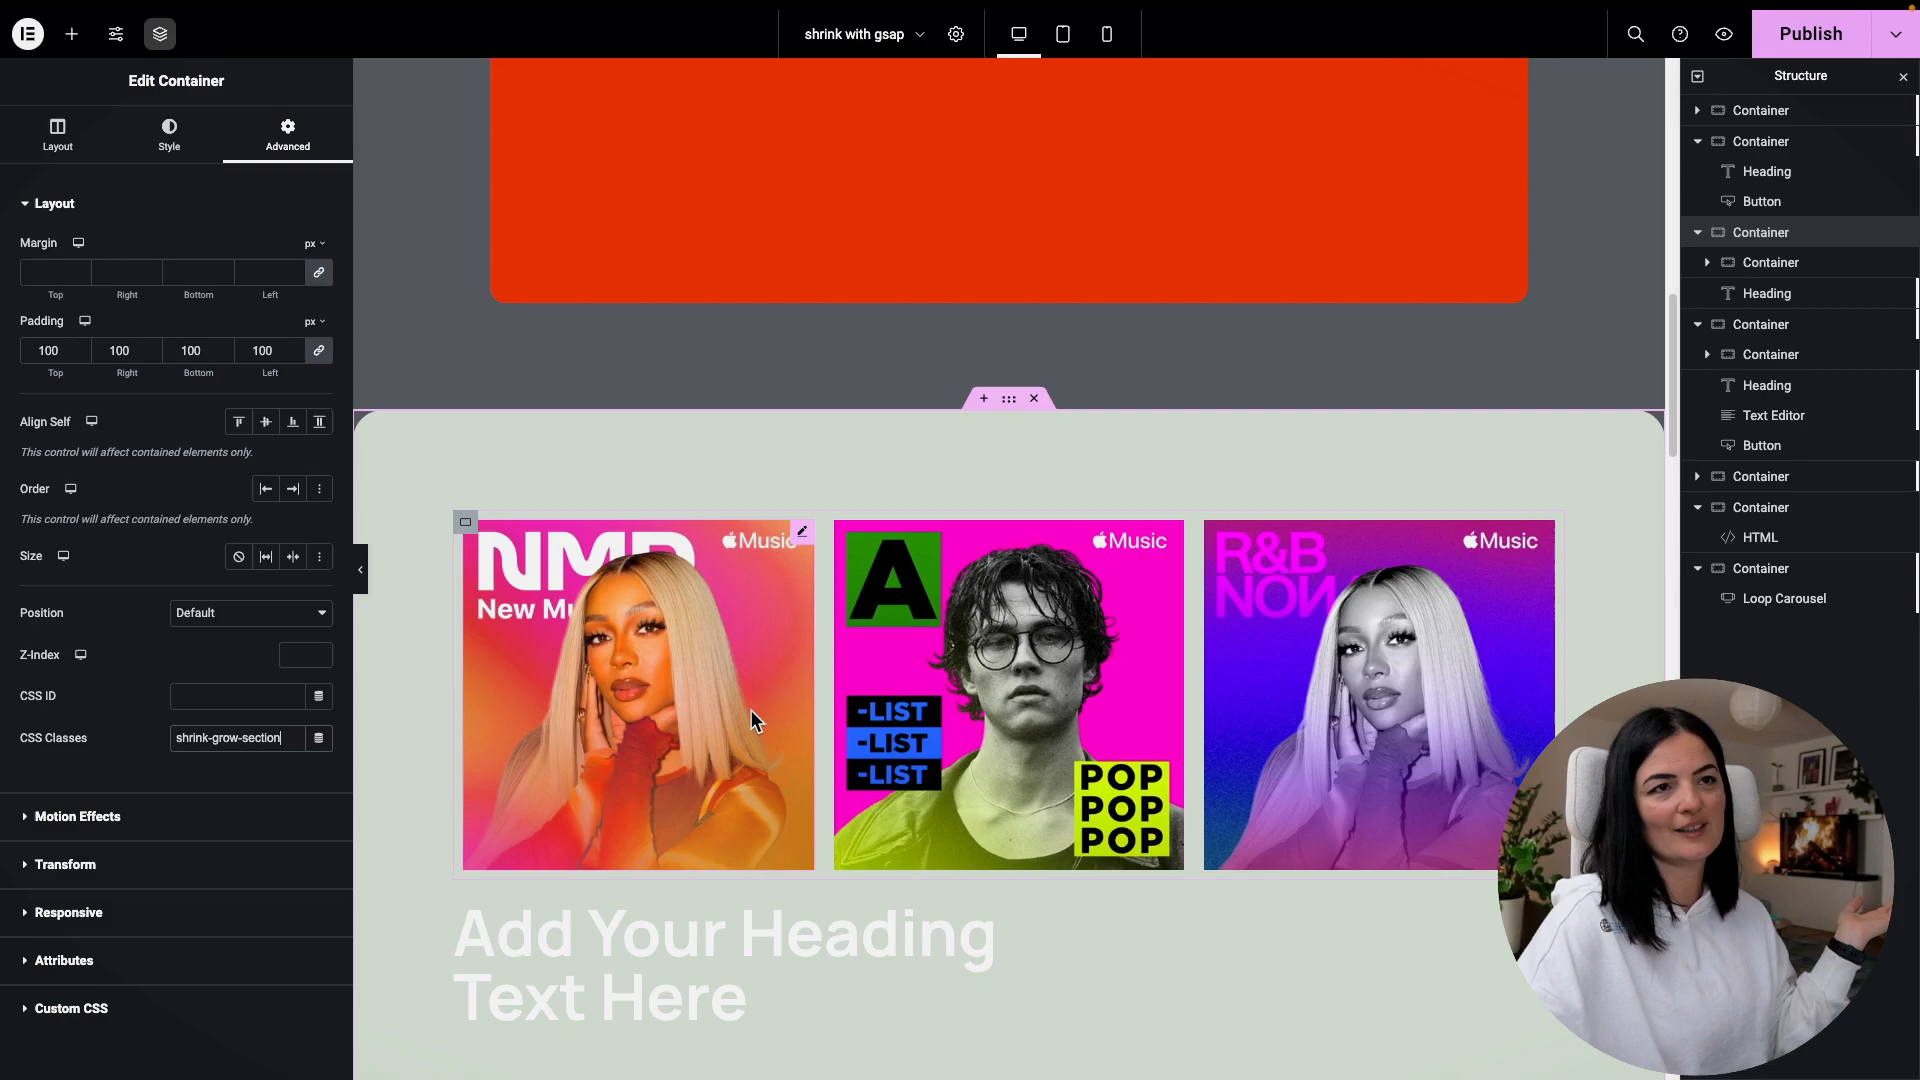 shrink with gsap
Publish
Edit Container
Layout
Style
Advanced
Layout
Margin
px
Top
Right
Bottom
Left
Padding
px
100
100
100
100
Top
Right
Bottom
Left
Align Self
This control will affect contained elements only.
Order
This control will affect contained elements only.
Size
Position
Default
Z-Index
CSS ID
CSS Classes
shrink-grow-section
Motion Effects
Transform
Responsive
Attributes
Custom CSS
Music
New Mu
A
Music
-LIST
-LIST
-LIST
POP
POP
POP
R&B
NOW
Music
Add Your Heading
Text Here
Structure
Container
Container
Heading
Button
Container
Container
Heading
Container
Container
Heading
Text Editor
Button
Container
Container
HTML
Container
Loop Carousel